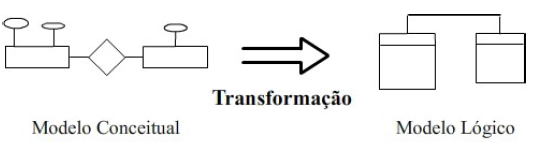 Transformação
Modelo Conceitual
Modelo Lógico